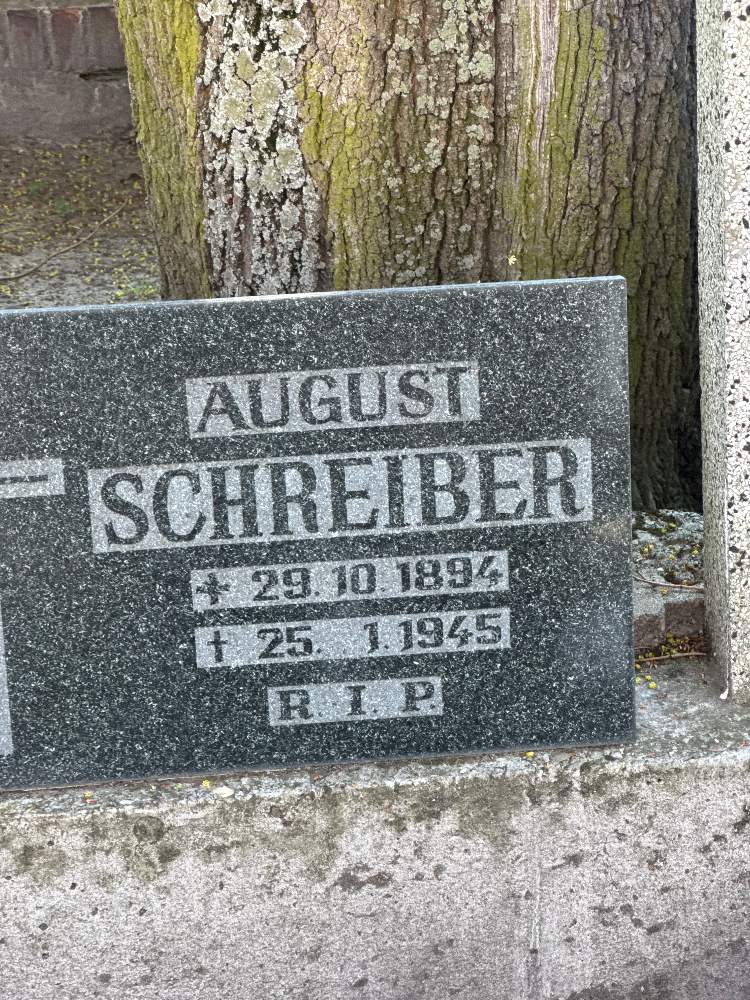 AUGUST
SCHREIBER
✢ 29.10.1894
† 25. 1.1945
R.I.P.